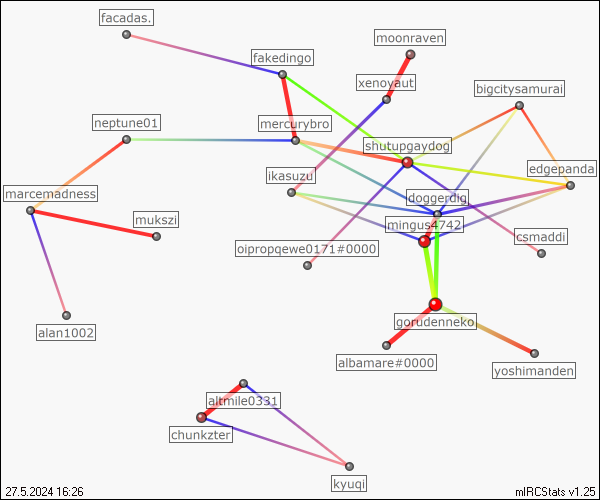 facadas.
moonraven
fakedingo
xenoyaut
bigcitysamurai
neptune01
mercurybro
shutupgaydog
edgepanda
ikasuzu
marcemadness
doggerdig
mukszi
mingus4742
csmaddi
oipropqewe0171#0000
gorudenneko
alan1002
albamare#0000
yoshimanden
altmile0331
chunkzter
kyuqi
27.5.2024 16:26
mIRCStats v1.25